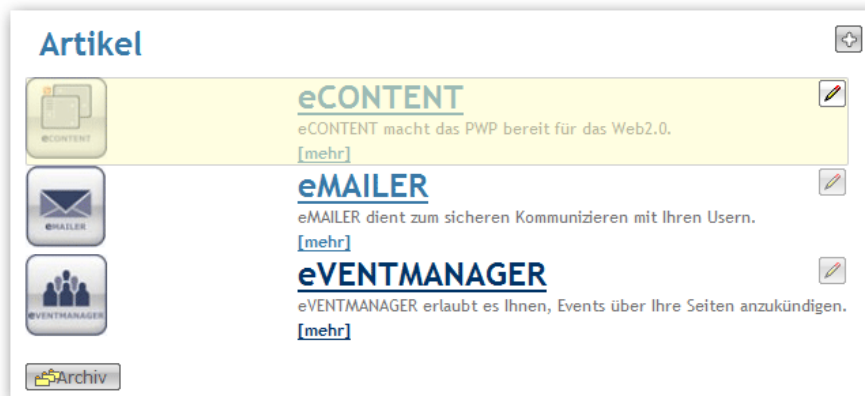 Artikel
eCONTENT
eCONTENT
eCONTENT macht das PWP bereit für das Web2.0.
[mehr]
eMAILER
eMAILER
eMAILER dient zum sicheren Kommunizieren mit Ihren Usern.
[mehr]
eVENTMANAGER
eVENTMANAGER
eVENTMANAGER erlaubt es Ihnen, Events über Ihre Seiten anzukündigen.
[mehr]
Archiv